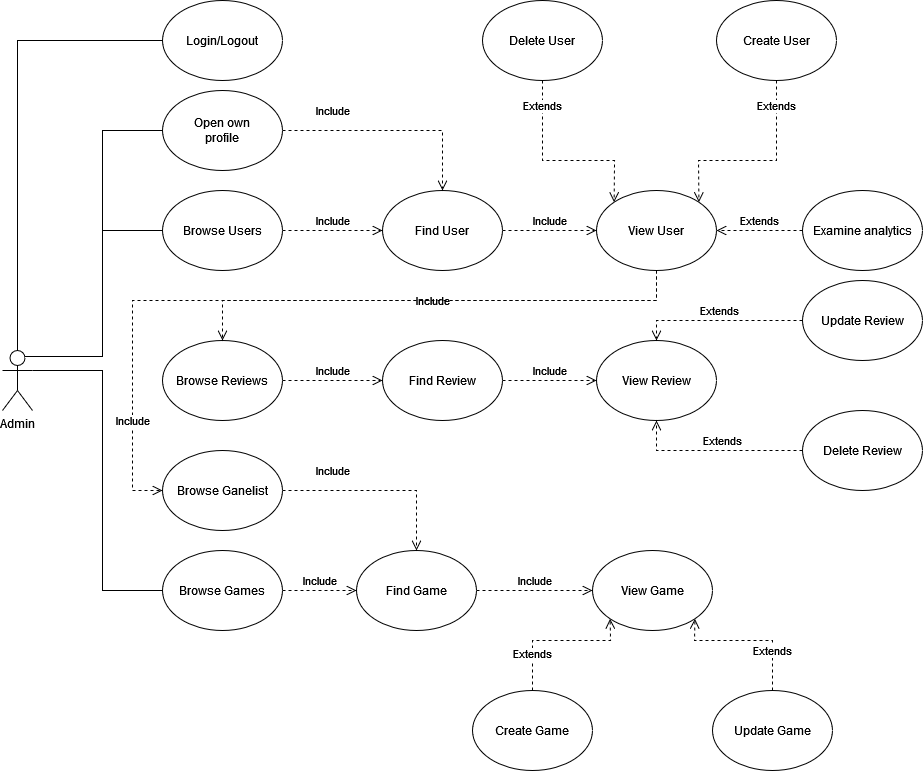 Login/Logout
Delete User
Create User
Extends
Extends
Open own
profile
Include
Browse Users
Include
Find User
Include
View User
Extends
Examine analytics
Include
Extends
Update Review
Browse Reviews
Include
Find Review
Include
View Review
Admin
Include
Extends
Delete Review
Browse Ganelist
Include
Browse Games
Include
Find Game
Include
View Game
Extends
Extends
Create Game
Update Game